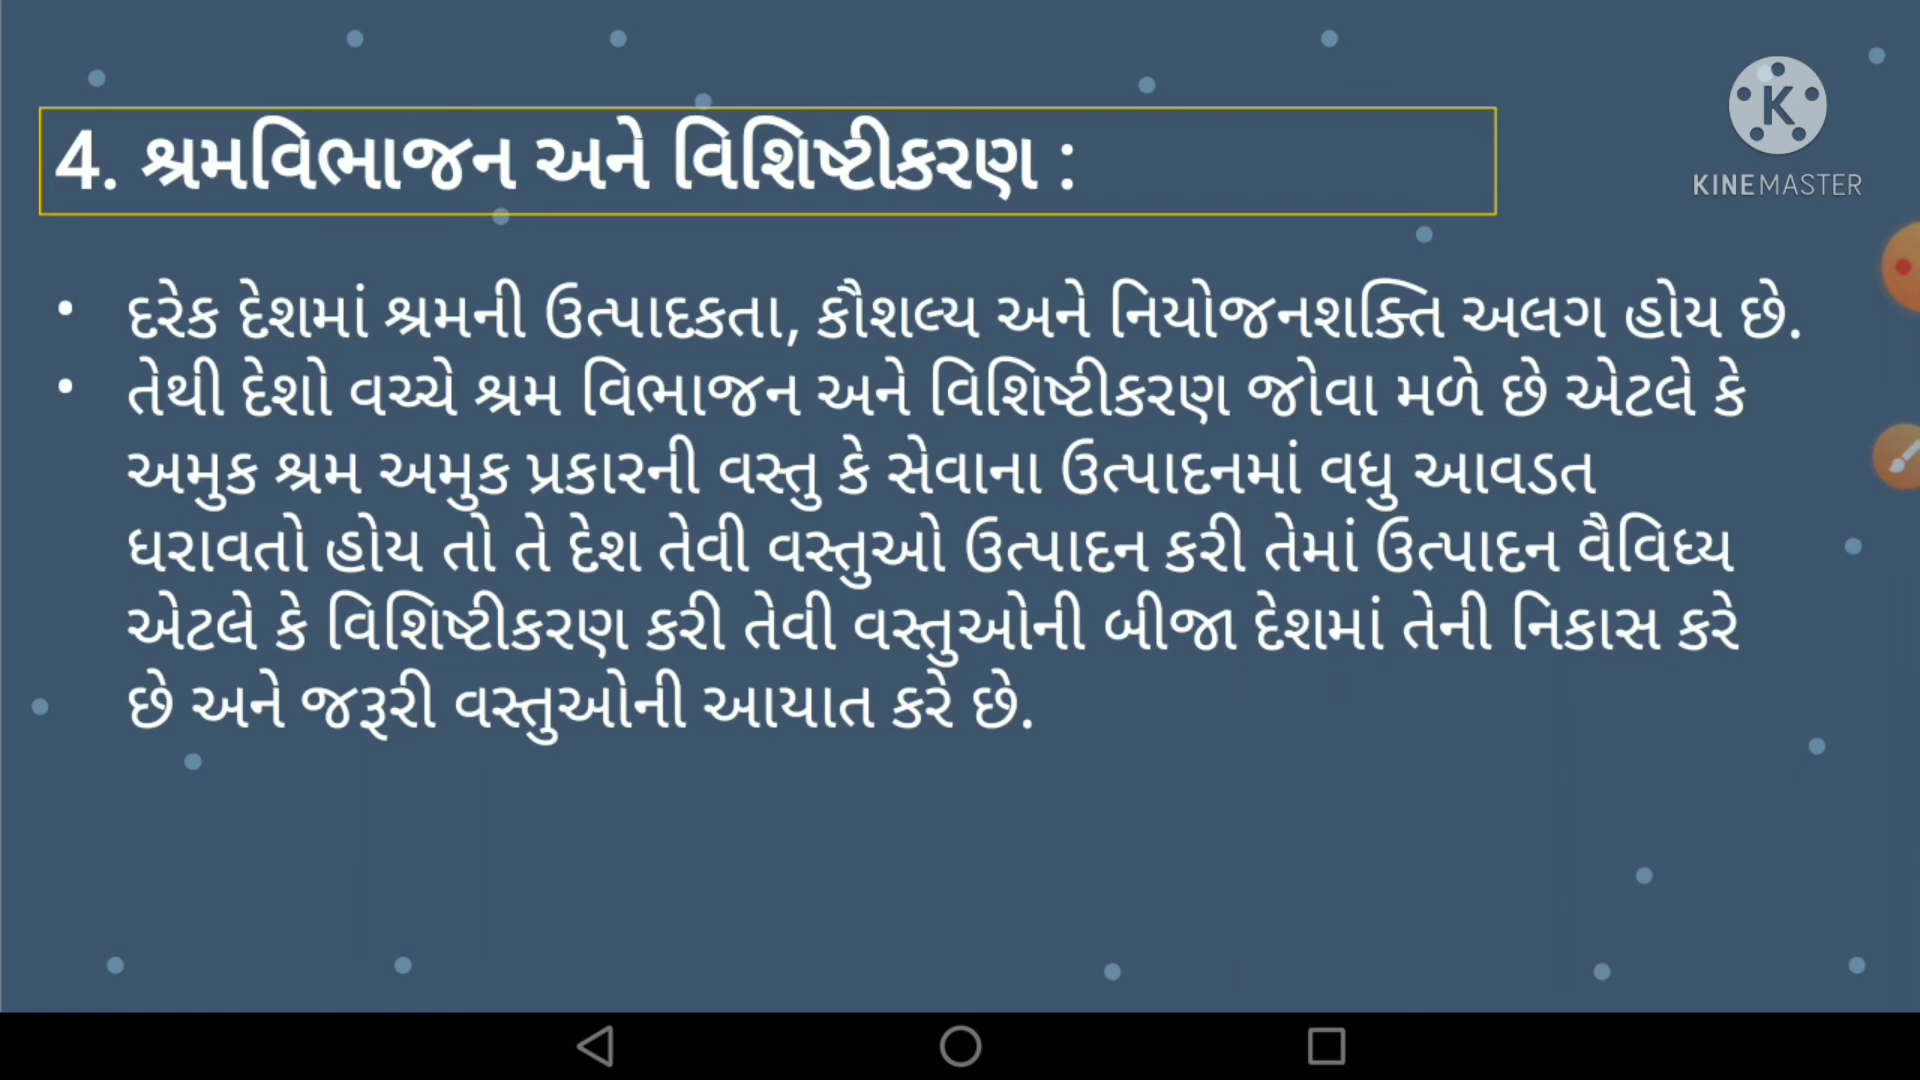 4. શ્રમવિભાજન અને વિશિષ્ટીકરણ :
K
KINEMASTER
• દરેક દેશમાં શ્રમની ઉત્પાદકતા, કૌશલ્ય અને નિયોજનશક્તિ અલગ હોય છે.
• તેથી દેશો વચ્ચે શ્રમ વિભાજન અને વિશિષ્ટીકરણ જોવા મળે છે એટલે કે
અમુક શ્રમ અમુક પ્રકારની વસ્તુ કે સેવાના ઉત્પાદનમાં વધુ આવડત
ધરાવતો હોય તો તે દેશ તેવી વસ્તુઓ ઉત્પાદન કરી તેમાં ઉત્પાદન વૈવિધ્ય
એટલે કે વિશિષ્ટીકરણ કરી તેવી વસ્તુઓની બીજા દેશમાં તેની નિકાસ કરે
છે અને જરૂરી વસ્તુઓની આયાત કરે છે.